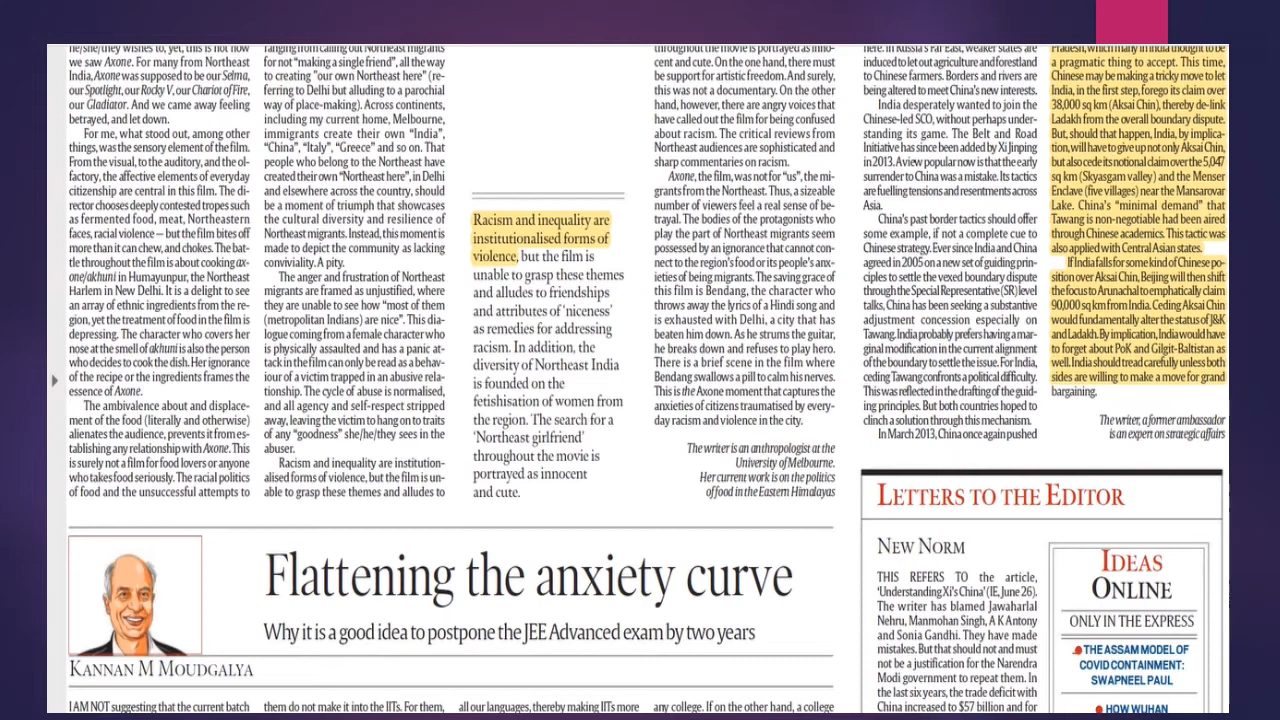 he/she/they wishes to, yet, this is not how
we saw Axone. For many from Northeast
India, Axone was supposed to be our Selma,
our Spotlight, our Rocky V, our Chariot of Fire,
our Gladiator. And we came away feeling
betrayed, and let down.
For me, what stood out, among other
things, was the sensory element of the film.
From the visual, to the auditory, and the ol-
factory, the affective elements of everyday
citizenship are central in this film. The di-
rector chooses deeply contested tropes such
as fermented food, meat, Northeastern
faces, racial violence — but the film bites off
more than it can chew, and chokes. The bat-
tle throughout the film is about cooking ax-
one/akhuni in Humayunpur, the Northeast
Harlem in New Delhi. It is a delight to see
an array of ethnic ingredients from the re-
gion, yet the treatment of food in the film is
depressing. The character who covers her
nose at the smell of akhuni is also the person
who decides to cook the dish. Her ignorance
of the recipe or the ingredients frames the
essence of Axone.
The ambivalence about and displace-
ment of the food (literally and otherwise)
alienates the audience, prevents it from es-
tablishing any relationship with Axone. This
is surely not a film for food lovers or anyone
who takes food seriously. The racial politics
of food and the unsuccessful attempts to
ranging from calling out Northeast migrants
for not "making a single friend", all the way
to creating "our own Northeast here" (re-
ferring to Delhi but alluding to a parochial
way of place-making). Across continents,
including my current home, Melbourne,
immigrants create their own "India",
"China", "Italy", "Greece" and so on. That
people who belong to the Northeast have
created their own "Northeast here", in Delhi
and elsewhere across the country, should
be a moment of triumph that showcases
the cultural diversity and resilience of
Northeast migrants. Instead, this moment is
made to depict the community as lacking
conviviality. A pity.
The anger and frustration of Northeast
migrants are framed as unjustified, where
they are unable to see how "most of them
(metropolitan Indians) are nice". This dia-
logue coming from a female character who
is physically assaulted and has a panic at-
tack in the film can only be read as a behav-
iour of a victim trapped in an abusive rela-
tionship. The cycle of abuse is normalised,
and all agency and self-respect stripped
away, leaving the victim to hang on to traits
of any "goodness" she/he/they sees in the
abuser.
Racism and inequality are institution-
alised forms of violence, but the film is un-
able to grasp these themes and alludes to
Racism and inequality are
institutionalised forms of
violence, but the film is
unable to grasp these themes
and alludes to friendships
and attributes of 'niceness'
as remedies for addressing
racism. In addition, the
diversity of Northeast India
is founded on the
fetishisation of women from
the region. The search for a
'Northeast girlfriend'
throughout the movie is
portrayed as innocent
and cute.
throughout the movie is portrayed as inno-
cent and cute. On the one hand, there must
be support for artistic freedom. And surely,
this was not a documentary. On the other
hand, however, there are angry voices that
have called out the film for being confused
about racism. The critical reviews from
Northeast audiences are sophisticated and
sharp commentaries on racism.
Axone, the film, was not for "us", the mi-
grants from the Northeast. Thus, a sizeable
number of viewers feel a real sense of be-
trayal. The bodies of the protagonists who
play the part of Northeast migrants seem
possessed by an ignorance that cannot con-
nect to the region's food or its people's anx-
ieties of being migrants. The saving grace of
this film is Bendang, the character who
throws away the lyrics of a Hindi song and
is exhausted with Delhi, a city that has
beaten him down. As he strums the guitar,
he breaks down and refuses to play hero.
There is a brief scene in the film where
Bendang swallows a pill to calm his nerves.
This is the Axone moment that captures the
anxieties of citizens traumatised by every-
day racism and violence in the city.
The writer is an anthropologist at the
University of Melbourne.
Her current work is on the politics
of food in the Eastern Himalayas
here. In Russia's Far East, weaker states are
induced to let out agriculture and forestland
to Chinese farmers. Borders and rivers are
being altered to meet China's new interests.
India desperately wanted to join the
Chinese-led SCO, without perhaps under-
standing its game. The Belt and Road
Initiative has since been added by Xi Jinping
in 2013. A view popular now is that the early
surrender to China was a mistake. Its tactics
are fuelling tensions and resentments across
Asia.
China's past border tactics should offer
some example, if not a complete cue to
Chinese strategy. Ever since India and China
agreed in 2005 on a new set of guiding prin-
ciples to settle the vexed boundary dispute
through the Special Representative (SR) level
talks, China has been seeking a substantive
adjustment concession especially on
Tawang. India probably prefers having a mar-
ginal modification in the current alignment
of the boundary to settle the issue. For India,
ceding Tawang confronts a political difficulty.
This was reflected in the drafting of the guid-
ing principles. But both countries hoped to
clinch a solution through this mechanism.
In March 2013, China once again pushed
Pradesh, which many in India thought to be
a pragmatic thing to accept. This time,
Chinese may be making a tricky move to let
India, in the first step, forego its claim over
38,000 sq km (Aksai Chin), thereby de-link
Ladakh from the overall boundary dispute.
But, should that happen, India, by implica-
tion, will have to give up not only Aksai Chin,
but also cede its notional claim over the 5,047
sq km (Skyasgam valley) and the Menser
Enclave (five villages) near the Mansarovar
Lake. China's "minimal demand" that
Tawang is non-negotiable had been aired
through Chinese academics. This tactic was
also applied with Central Asian states.
If India falls for some kind of Chinese po-
sition over Aksai Chin, Beijing will then shift
the focus to Arunachal to emphatically claim
90,000 sq km from India. Ceding Aksai Chin
would fundamentally alter the status of J&K
and Ladakh. By implication, India would have
to forget about PoK and Gilgit-Baltistan as
well. India should tread carefully unless both
sides are willing to make a move for grand
bargaining.
The writer, a former ambassador
is an expert on strategic affairs
Flattening the anxiety curve
Why it is a good idea to postpone the JEE Advanced exam by two years
KANNAN M MOUDGALYA
I AM NOT suggesting that the current batch
them do not make it into the IITs. For them,
all our languages, thereby making IITs more
any college. If on the other hand, a college
LETTERS TO THE EDITOR
NEW NORM
THIS REFERS TO the article,
'Understanding Xi's China' (IE, June 26).
The writer has blamed Jawaharlal
Nehru, Manmohan Singh, A K Antony
and Sonia Gandhi. They have made
mistakes. But that should not and must
not be a justification for the Narendra
Modi government to repeat them. In
the last six years, the trade deficit with
China increased to $57 billion and for
IDEAS
ONLINE
ONLY IN THE EXPRESS
THE ASSAM MODEL OF
COVID CONTAINMENT:
SWAPNEEL PAUL
HOW WUHAN